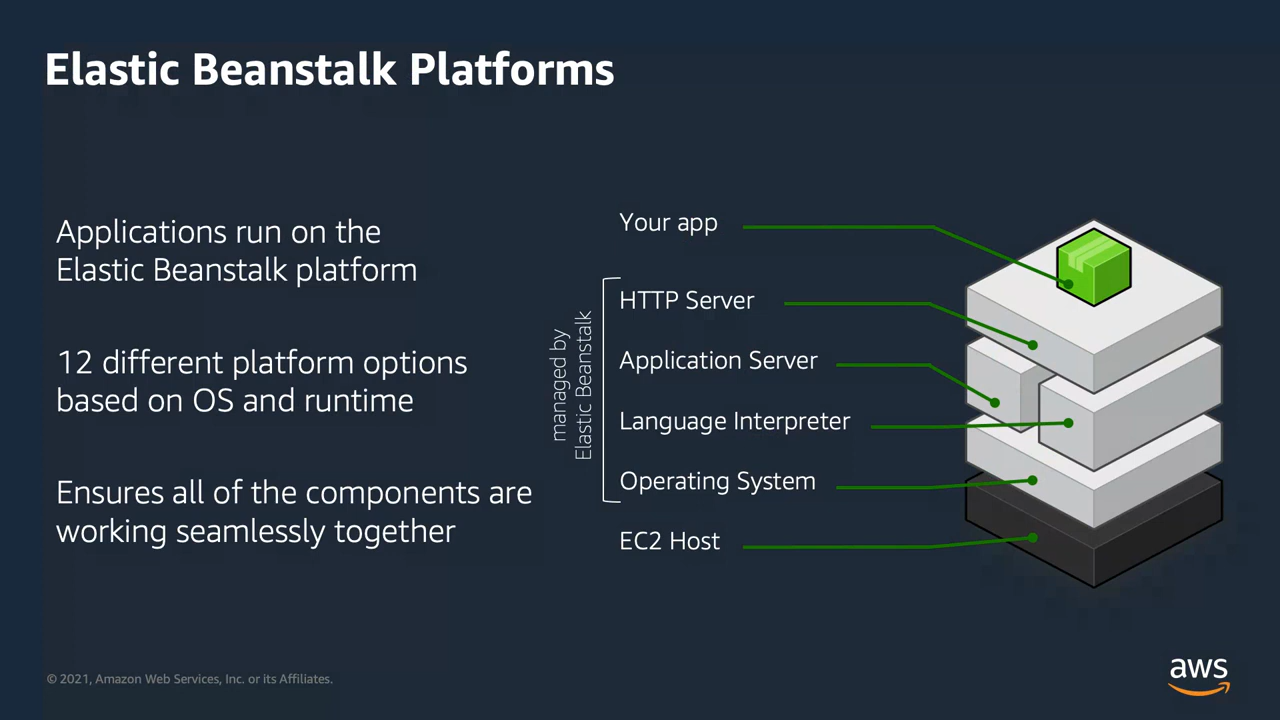 Elastic Beanstalk Platforms
Applications run on the
Elastic Beanstalk platform
12 different platform options
based on OS and runtime
Ensures all of the components are
working seamlessly together
managed by
Elastic Beanstalk
Your app
HTTP Server
Application Server
Language Interpreter
Operating System
EC2 Host
© 2021, Amazon Web Services, Inc. or its Affiliates.
aws